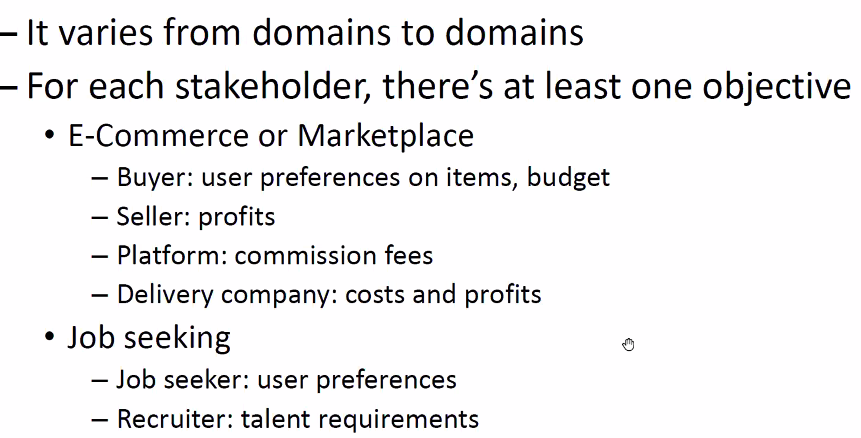 – It varies from domains to domains
– For each stakeholder, there’s at least one objective
• E-Commerce or Marketplace
– Buyer: user preferences on items, budget
– Seller: profits
– Platform: commission fees
– Delivery company: costs and profits
• Job seeking
– Job seeker: user preferences
– Recruiter: talent requirements